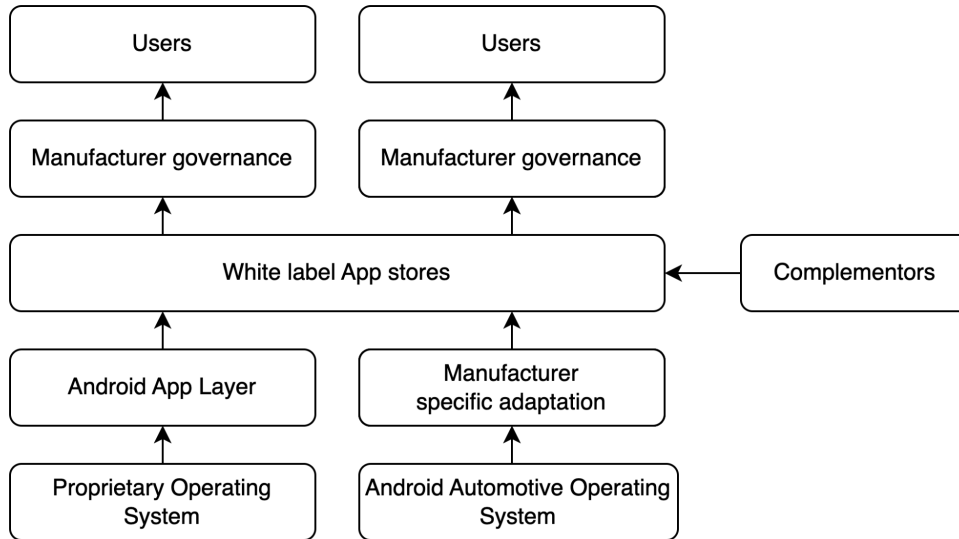 Users
Users
Manufacturer governance
Manufacturer governance
White label App stores
Complementors
Android App Layer
Manufacturer
specific adaptation
Proprietary Operating
System
Android Automotive Operating
System